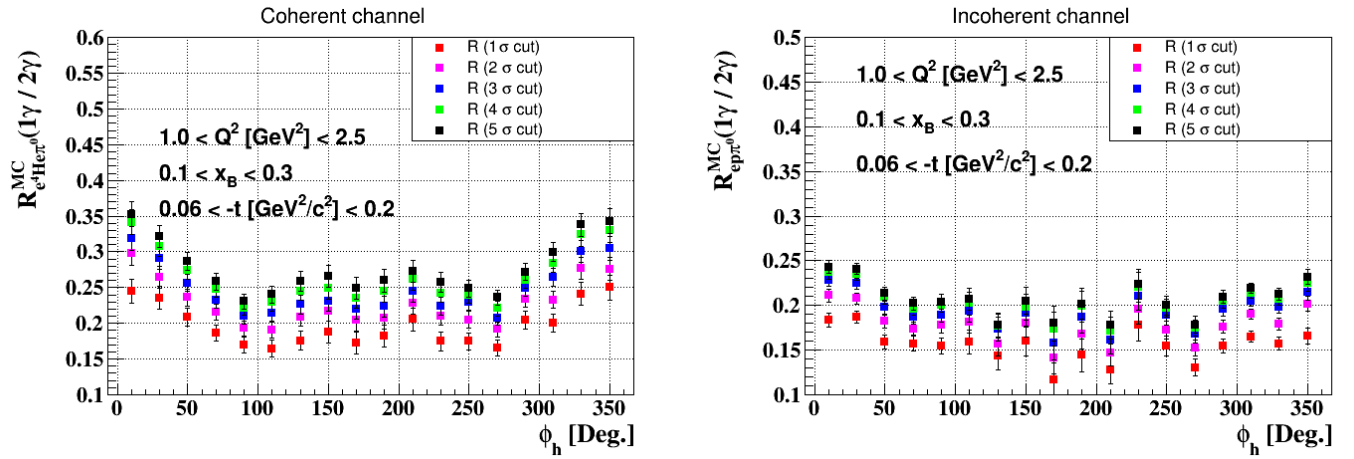 Coherent channel
R^MC_e⁴Heπ⁰(1γ / 2γ)
0.6
0.55
0.5
0.45
0.4
0.35
0.3
0.25
0.2
0.15
0.1
R (1σ cut)
R (2 σ cut)
R (3 σ cut)
R (4 σ cut)
R (5 σ cut)
1.0 < Q² [GeV²] < 2.5
0.1 < x_B < 0.3
0.06 < -t [GeV²/c²] < 0.2
0 50 100 150 200 250 300 350
ϕ_h [Deg.]
Incoherent channel
R^MC_epπ⁰(1γ / 2γ)
0.5
0.45
0.4
0.35
0.3
0.25
0.2
0.15
0.1
R (1 σ cut)
R (2 σ cut)
R (3 σ cut)
R (4 σ cut)
R (5 σ cut)
1.0 < Q² [GeV²] < 2.5
0.1 < x_B < 0.3
0.06 < -t [GeV²/c²] < 0.2
0 50 100 150 200 250 300 350
ϕ_h [Deg.]